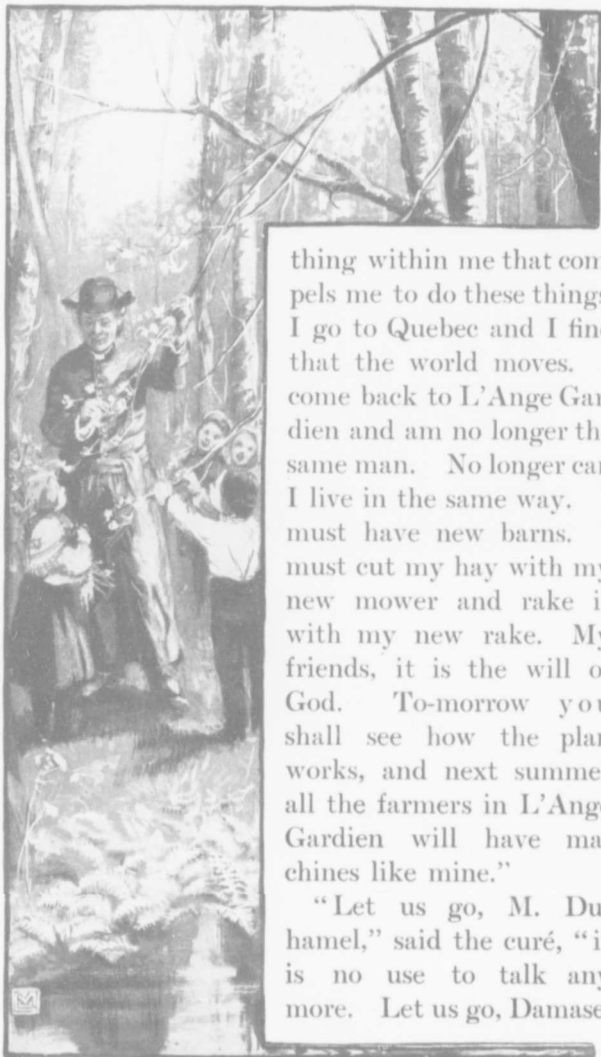 thing within me that com
pels me to do these things
I go to Quebec and I find
that the world moves.
come back to L'Ange Gar
dien and am no longer th
same man. No longer can
I live in the same way.
must have new barns.
must cut my hay with my
new mower and rake i
with my new rake. My
friends, it is the will o
God. To-morrow you
shall see how the plan
works, and next summe
all the farmers in L'Ange
Gardien will have ma
chines like mine.”
“Let us go, M. Du
hamel,” said the curé, “i
is no use to talk any
more. Let us go, Damase